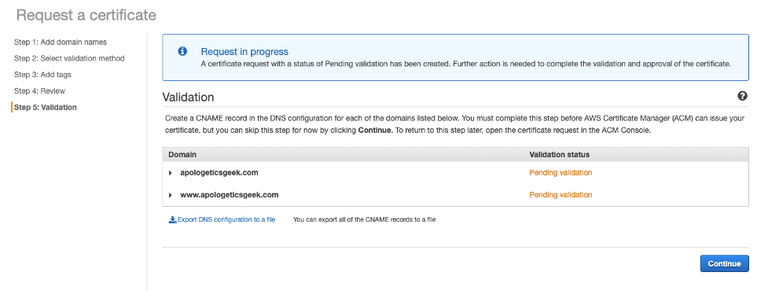 Request a certificate
Step 1: Add domain names
Step 2: Select validation method
Step 3: Add tags
Step 4: Review
Step 5: Validation
Request in progress
A certificate request with a status of Pending validation has been created. Further action is needed to complete the validation and approval of the certificate.
Validation
Create a CNAME record in the DNS configuration for each of the domains listed below. You must complete this step before AWS Certificate Manager (ACM) can issue your
certificate, but you can skip this step for now by clicking Continue. To return to this step later, open the certificate request in the ACM Console.
Domain Validation status
apologeticsgeek.com Pending validation
www.apologeticsgeek.com Pending validation
Export DNS configuration to a file You can export all of the CNAME records to a file
Continue